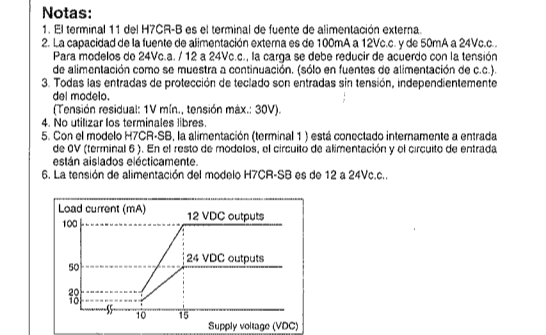 Notas:
1. El terminal 11 del H7CR-B es el terminal de fuente de alimentación externa.
2. La capacidad de la fuente de alimentación externa es de 100mA a 12Vc.c. y de 50mA a 24Vc.c..
Para modelos de 24Vc.a. / 12 a 24Vc.c., la carga se debe reducir de acuerdo con la tensión
de alimentación como se muestra a continuación. (sólo en fuentes de alimentación de c.c.).
3. Todas las entradas de protección de teclado son entradas sin tensión, independientemente
del modelo.
(Tensión residual: 1V mín., tensión máx.: 30V).
4. No utilizar los terminales libres.
5. Con el modelo H7CR-SB, la alimentación (terminal 1 ) está conectado internamente a entrada
de 0V (terminal 6 ). En el resto de modelos, el circuito de alimentación y el circuito de entrada
están aislados elécticamente.
6. La tensión de alimentación del modelo H7CR-SB es de 12 a 24Vc.c..
Load current (mA)
12 VDC outputs
100
24 VDC outputs
50
20
10
10 15
Supply voltage (VDC)